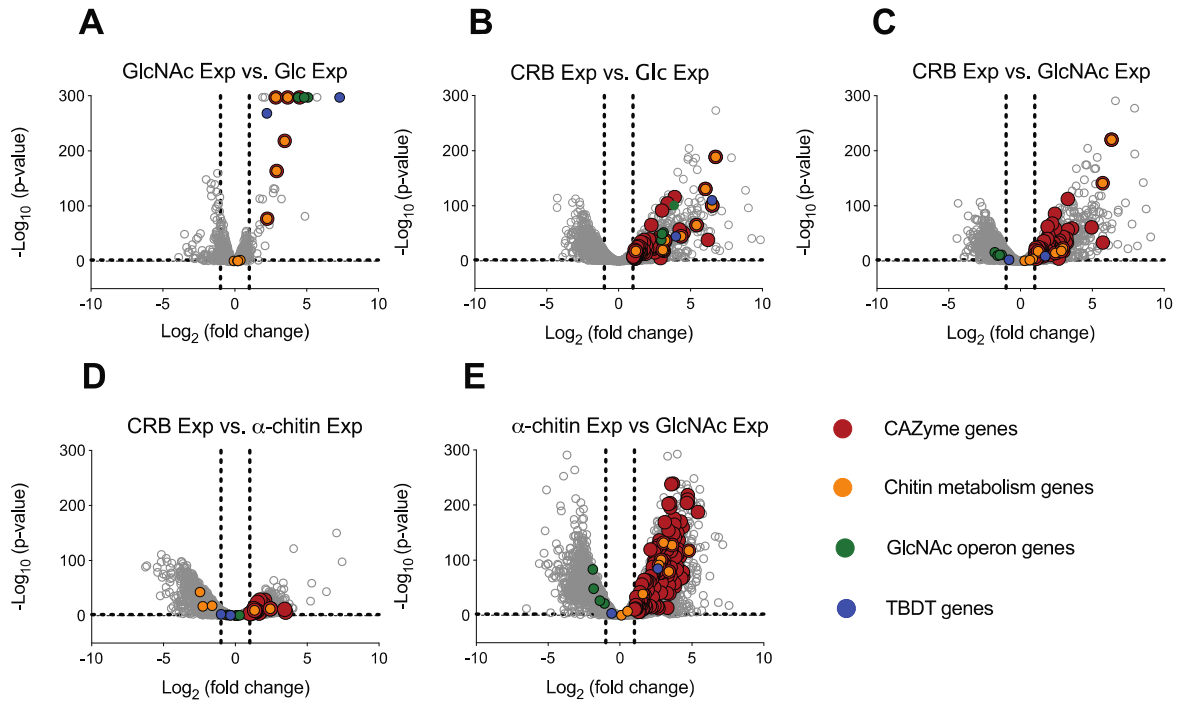 A
GlcNAc Exp vs. Glc Exp
300
200
100
0
-Log10 (p-value)
-10
-5
0
5
10
Log2 (fold change)
B
CRB Exp vs. Glc Exp
300
200
100
0
-Log10 (p-value)
-10
-5
0
5
10
Log2 (fold change)
C
CRB Exp vs. GlcNAc Exp
300
200
100
0
-Log10 (p-value)
-10
-5
0
5
10
Log2 (fold change)
D
CRB Exp vs. α-chitin Exp
300
200
100
0
-Log10 (p-value)
-10
-5
0
5
10
Log2 (fold change)
E
α-chitin Exp vs GlcNAc Exp
300
200
100
0
-Log10 (p-value)
-10
-5
0
5
10
Log2 (fold change)
CAZyme genes
Chitin metabolism genes
GlcNAc operon genes
TBDT genes